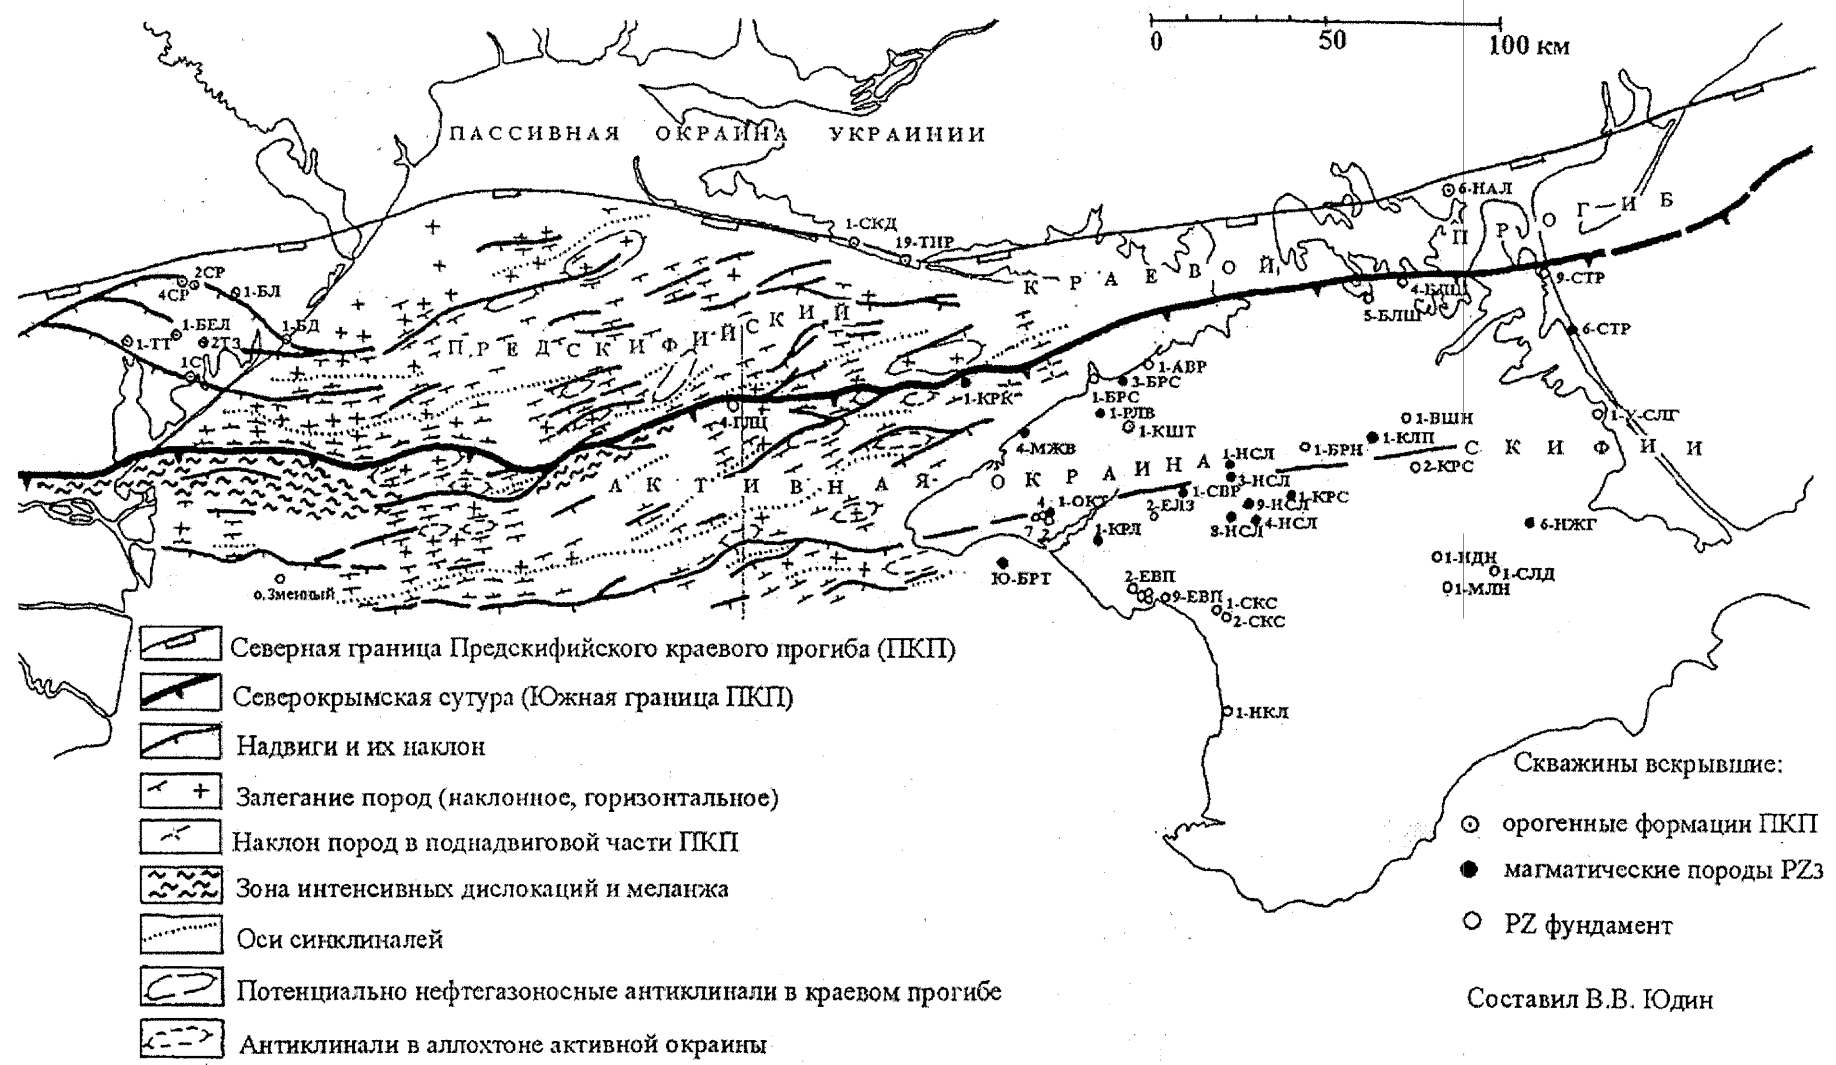 0 50 100 км
ПАССИВНАЯ ОКРАИНА УКРАИНИИ
6-НАЛ
ПРЕДСКИФИЙСКИЙ КРАЕВОЙ ПРОГИБ
1-СКД
19-ТНР
2СР
4СР
1-БЛ
1-БЕЛ
1-БД
1-ТТ
2ТЗ
9-СТР
4-БЛШ
5-БЛШ
6-СТР
1-АВР
3-БРС
1-КРК
1-БРС
1-РЛВ
1-КШТ
4-МЖВ
1-ВШН
1-У-СЛГ
1-КЛП
1-БРН
2-КРС
АКТИВНАЯ ОКРАИНА СКИФИИ
1-НСЛ
3-НСЛ
1-СВР
1-КРС
9-НСЛ
8-НСЛ
4-НСЛ
2-ЕЛЗ
4
1-ОКТ
7
2
1-КРЛ
6-НЖГ
1-НДН
1-СЛД
1-МЛН
Ю-БРТ
о.Змеиный
2-ЕВП
9-ЕВП
1-СКС
2-СКС
1-НКЛ
Северная граница Предскифийского краевого прогиба (ПКП)
Северокрымская сутура (Южная граница ПКП)
Надвиги и их наклон
Залегание пород (наклонное, горизонтальное)
Наклон пород в поднадвиговой части ПКП
Зона интенсивных дислокаций и меланжа
Оси синклиналей
Потенциально нефтегазоносные антиклинали в краевом прогибе
Антиклинали в аллохтоне активной окраины
Скважины вскрывшие:
орогенные формации ПКП
магматические породы PZ3
PZ фундамент
Составил В.В. Юдин